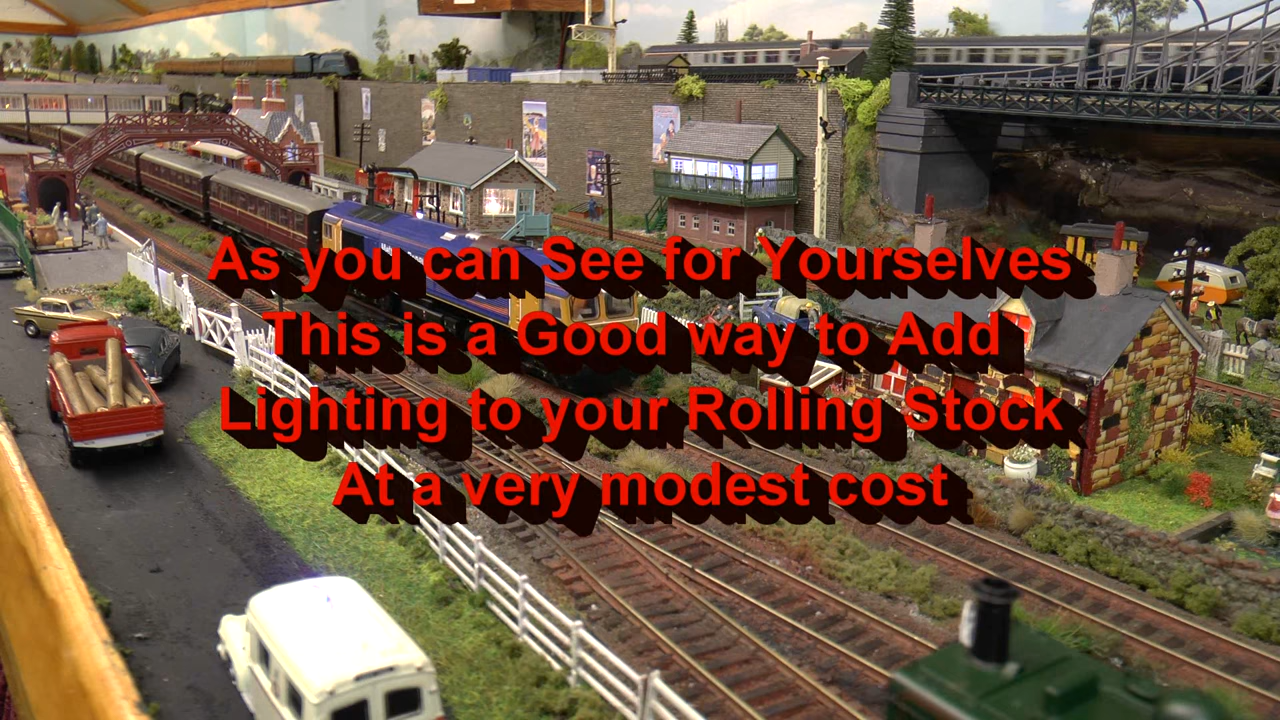 As you can See for Yourselves
This is a Good way to Add
Lighting to your Rolling Stock
At a very modest cost